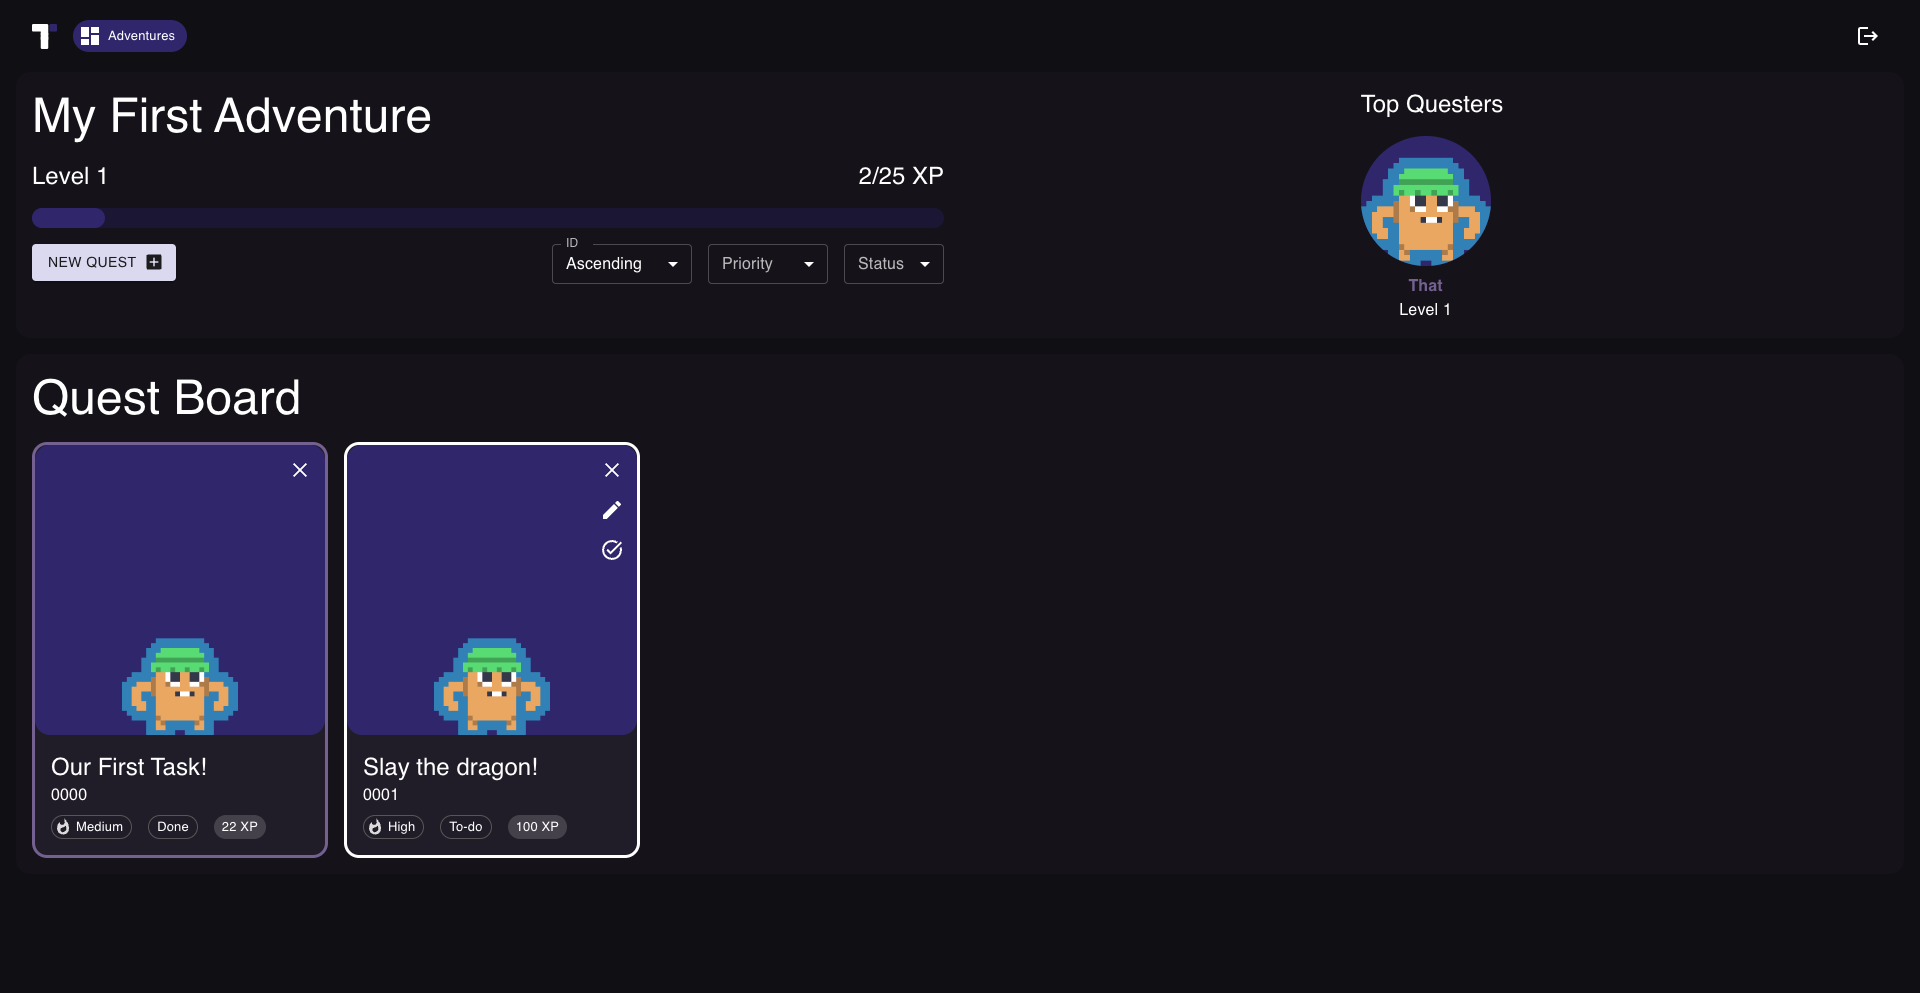 Adventures
My First Adventure
Level 1
2/25 XP
NEW QUEST
ID
Ascending
Priority
Status
Top Questers
That
Level 1
Quest Board
Our First Task!
0000
Medium
Done
22 XP
Slay the dragon!
0001
High
To-do
100 XP